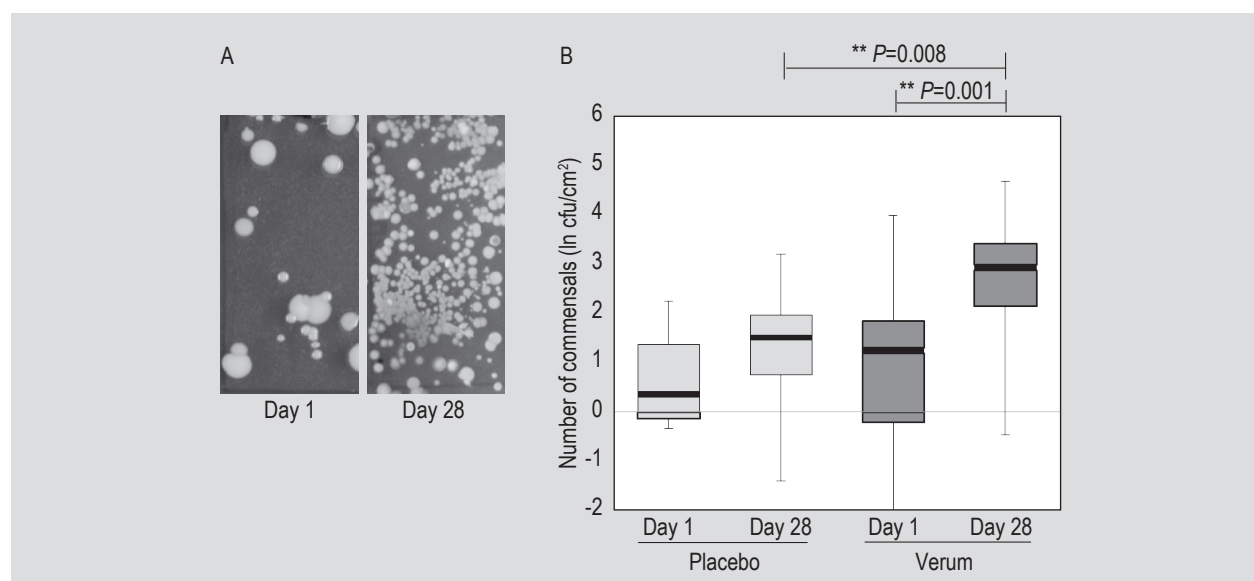 A
Day 1 Day 28
B
** P=0.008
** P=0.001
Number of commensals (ln cfu/cm²)
6
5
4
3
2
1
0
-1
-2
Day 1 Day 28 Day 1 Day 28
Placebo Verum